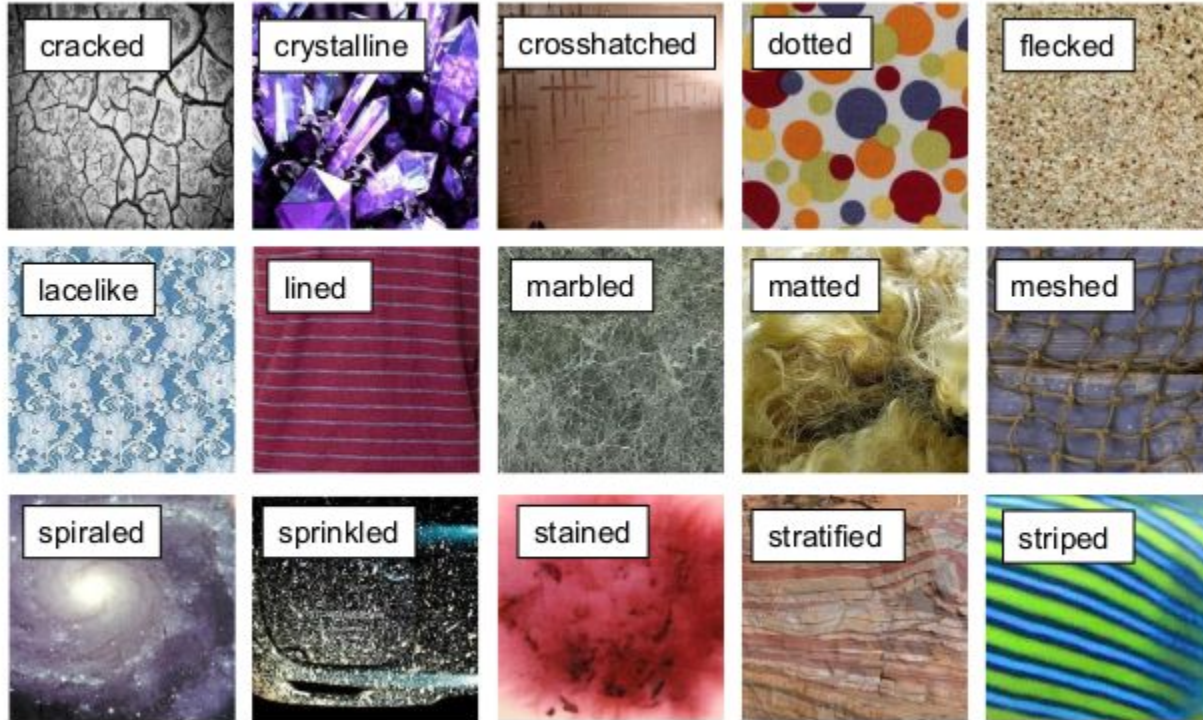 cracked
crystalline
crosshatched
dotted
flecked
lacelike
lined
marbled
matted
meshed
spiraled
sprinkled
stained
stratified
striped